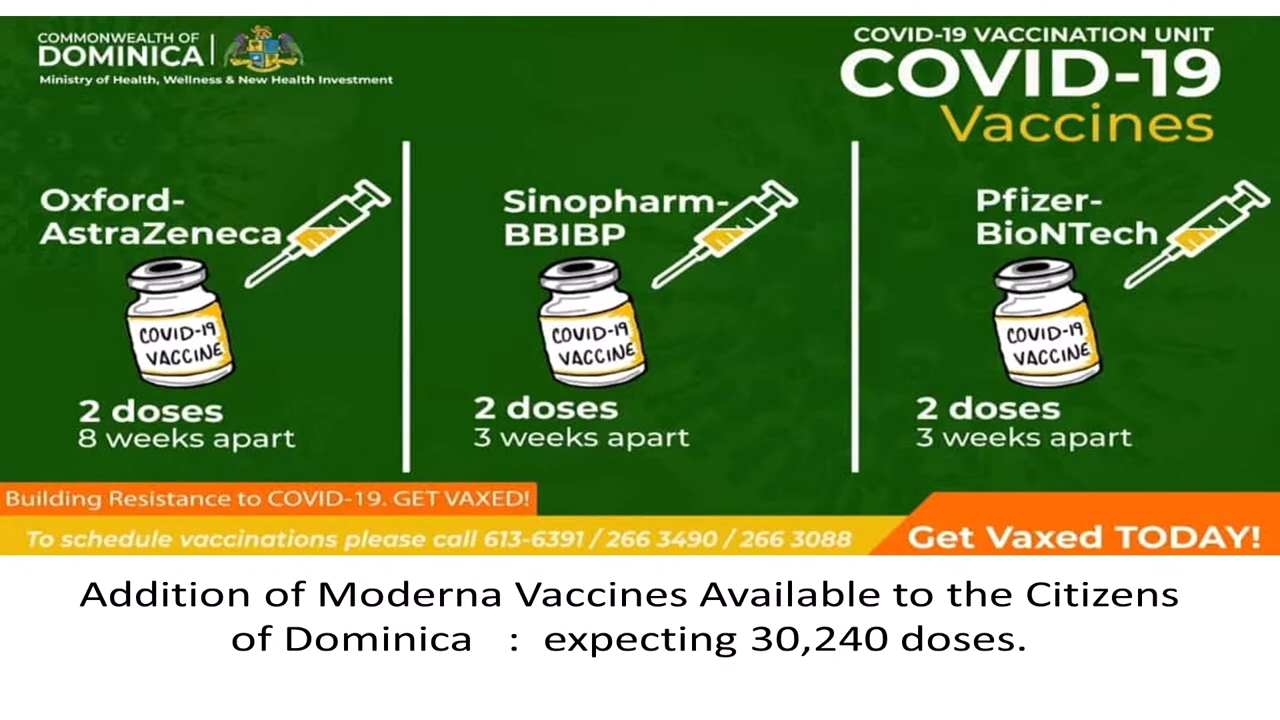 COMMONWEALTH OF
DOMINICA
Ministry of Health, Wellness & New Health Investment
COVID-19 VACCINATION UNIT
COVID-19
Vaccines
Oxford-
AstraZeneca
COVID-19
VACCINE
2 doses
8 weeks apart
Sinopharm-
BBIBP
COVID-19
VACCINE
2 doses
3 weeks apart
Pfizer-
BioNTech
COVID-19
VACCINE
2 doses
3 weeks apart
Building Resistance to COVID-19. GET VAXED!
To schedule vaccinations please call 613-6391 / 266 3490 / 266 3088
Get Vaxed TODAY!
Addition of Moderna Vaccines Available to the Citizens
of Dominica : expecting 30,240 doses.